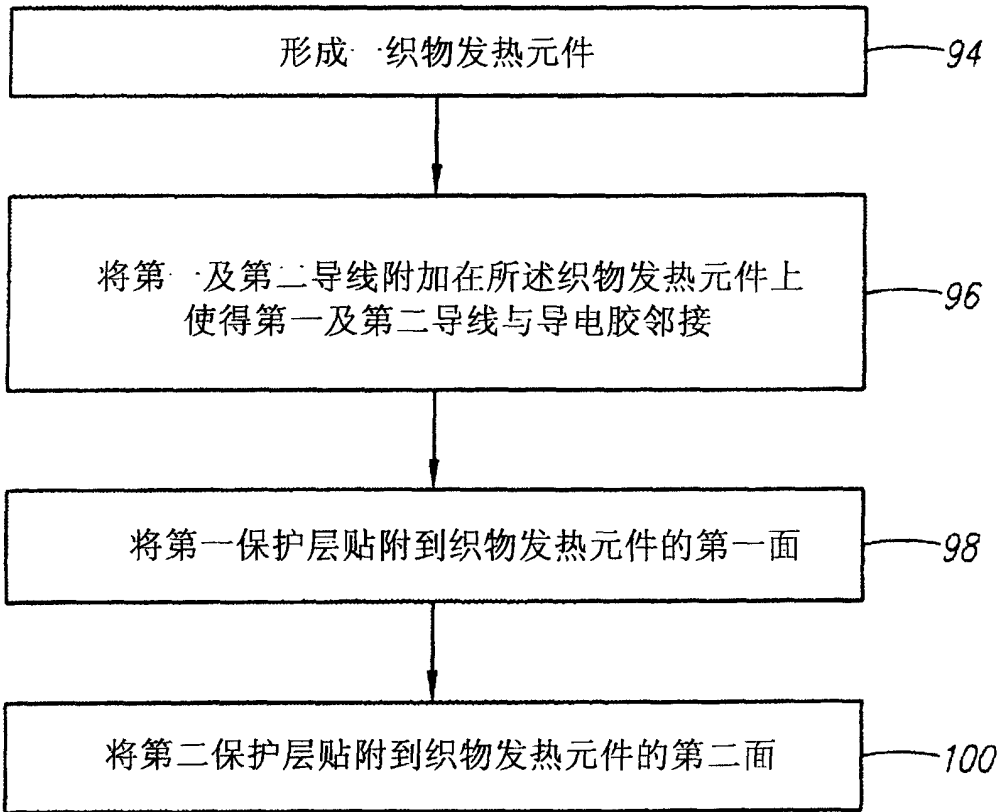 形成一织物发热元件
94
将第一及第二导线附加在所述织物发热元件上
使得第一及第二导线与导电胶邻接
96
将第一保护层贴附到织物发热元件的第一面
98
将第二保护层贴附到织物发热元件的第二面
100